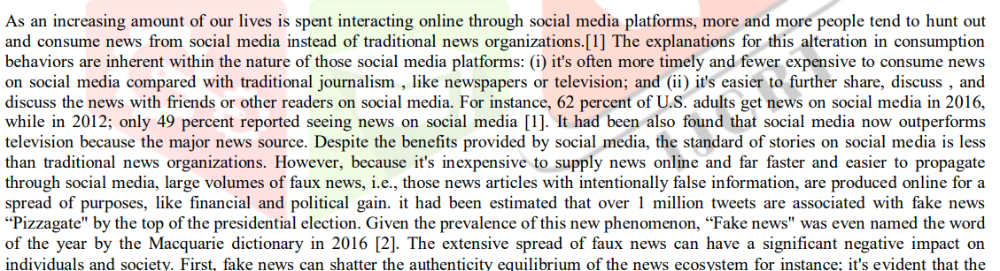 As an increasing amount of our lives is spent interacting online through social media platforms, more and more people tend to hunt out
and consume news from social media instead of traditional news organizations.[1] The explanations for this alteration in consumption
behaviors are inherent within the nature of those social media platforms: (i) it's often more timely and fewer expensive to consume news
on social media compared with traditional journalism , like newspapers or television; and (ii) it's easier to further share, discuss , and
discuss the news with friends or other readers on social media. For instance, 62 percent of U.S. adults get news on social media in 2016,
while in 2012; only 49 percent reported seeing news on social media [1]. It had been also found that social media now outperforms
television because the major news source. Despite the benefits provided by social media, the standard of stories on social media is less
than traditional news organizations. However, because it's inexpensive to supply news online and far faster and easier to propagate
through social media, large volumes of faux news, i.e., those news articles with intentionally false information, are produced online for a
spread of purposes, like financial and political gain. it had been estimated that over 1 million tweets are associated with fake news
“Pizzagate" by the top of the presidential election. Given the prevalence of this new phenomenon, “Fake news" was even named the word
of the year by the Macquarie dictionary in 2016 [2]. The extensive spread of faux news can have a significant negative impact on
individuals and society. First, fake news can shatter the authenticity equilibrium of the news ecosystem for instance; it's evident that the
IJCRT